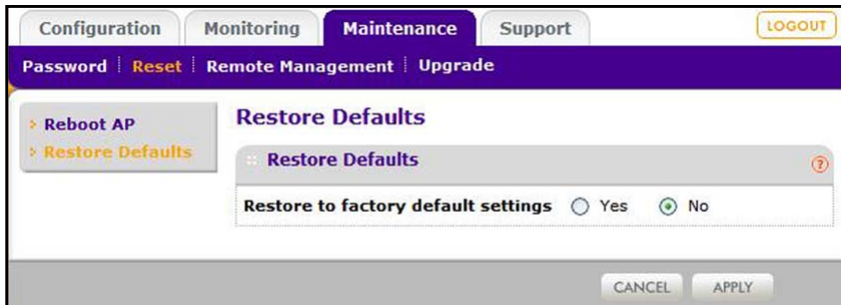 Configuration Monitoring Maintenance Support LOGOUT
Password Reset Remote Management Upgrade
Reboot AP
Restore Defaults
Restore Defaults
Restore Defaults ?
Restore to factory default settings Yes No
CANCEL APPLY